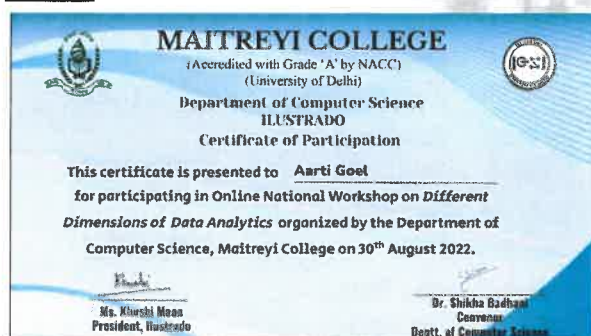 MAITREYI COLLEGE
(Accredited with Grade 'A' by NACC)
(University of Delhi)
Department of Computer Science
ILUSTRADO
Certificate of Participation
This certificate is presented to Aarti Goel
for participating in Online National Workshop on Different
Dimensions of Data Analytics organized by the Department of
Computer Science, Maitreyi College on 30th August 2022.
Ms. Khushi Maan
President, Ilustrado
Dr. Shikha Badhani
Convenor
Deptt. of Computer Science